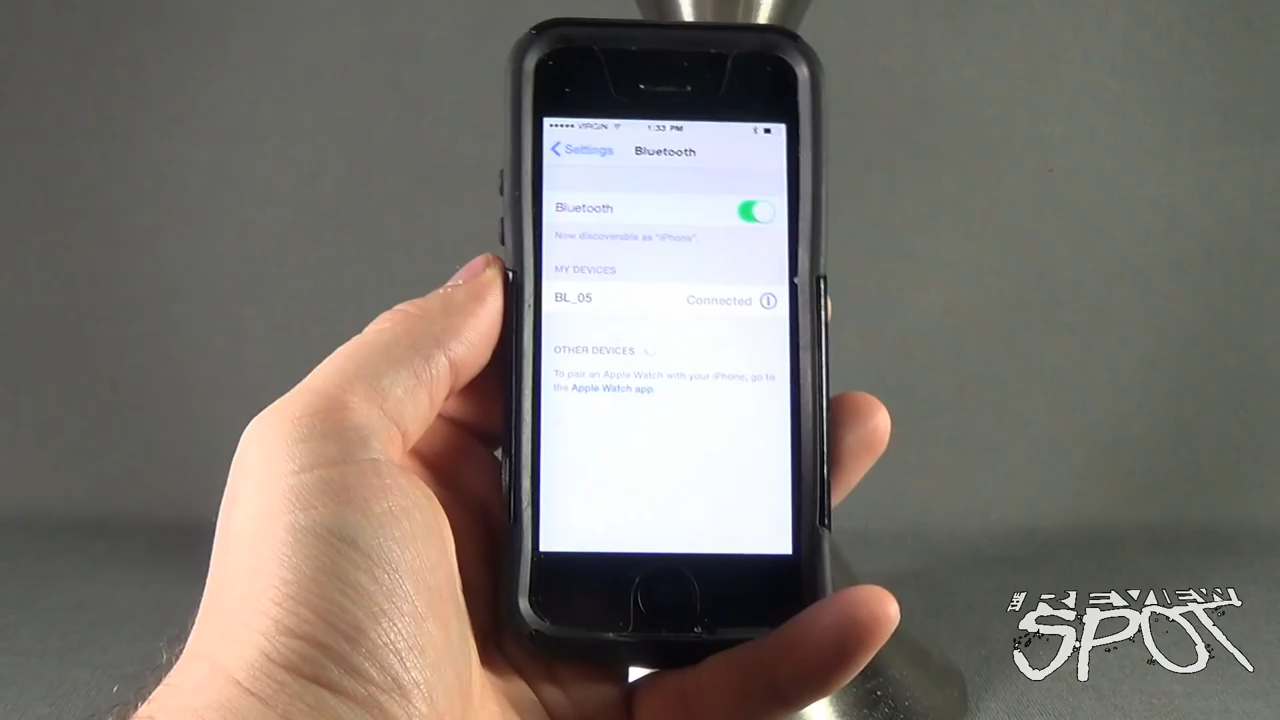 VIRGIN 1:33 PM
Settings Bluetooth
Bluetooth
Now discoverable as "iPhone".
MY DEVICES
BL_05 Connected
OTHER DEVICES
To pair an Apple Watch with your iPhone, go to
the Apple Watch app.
THE REVIEW
SPOT